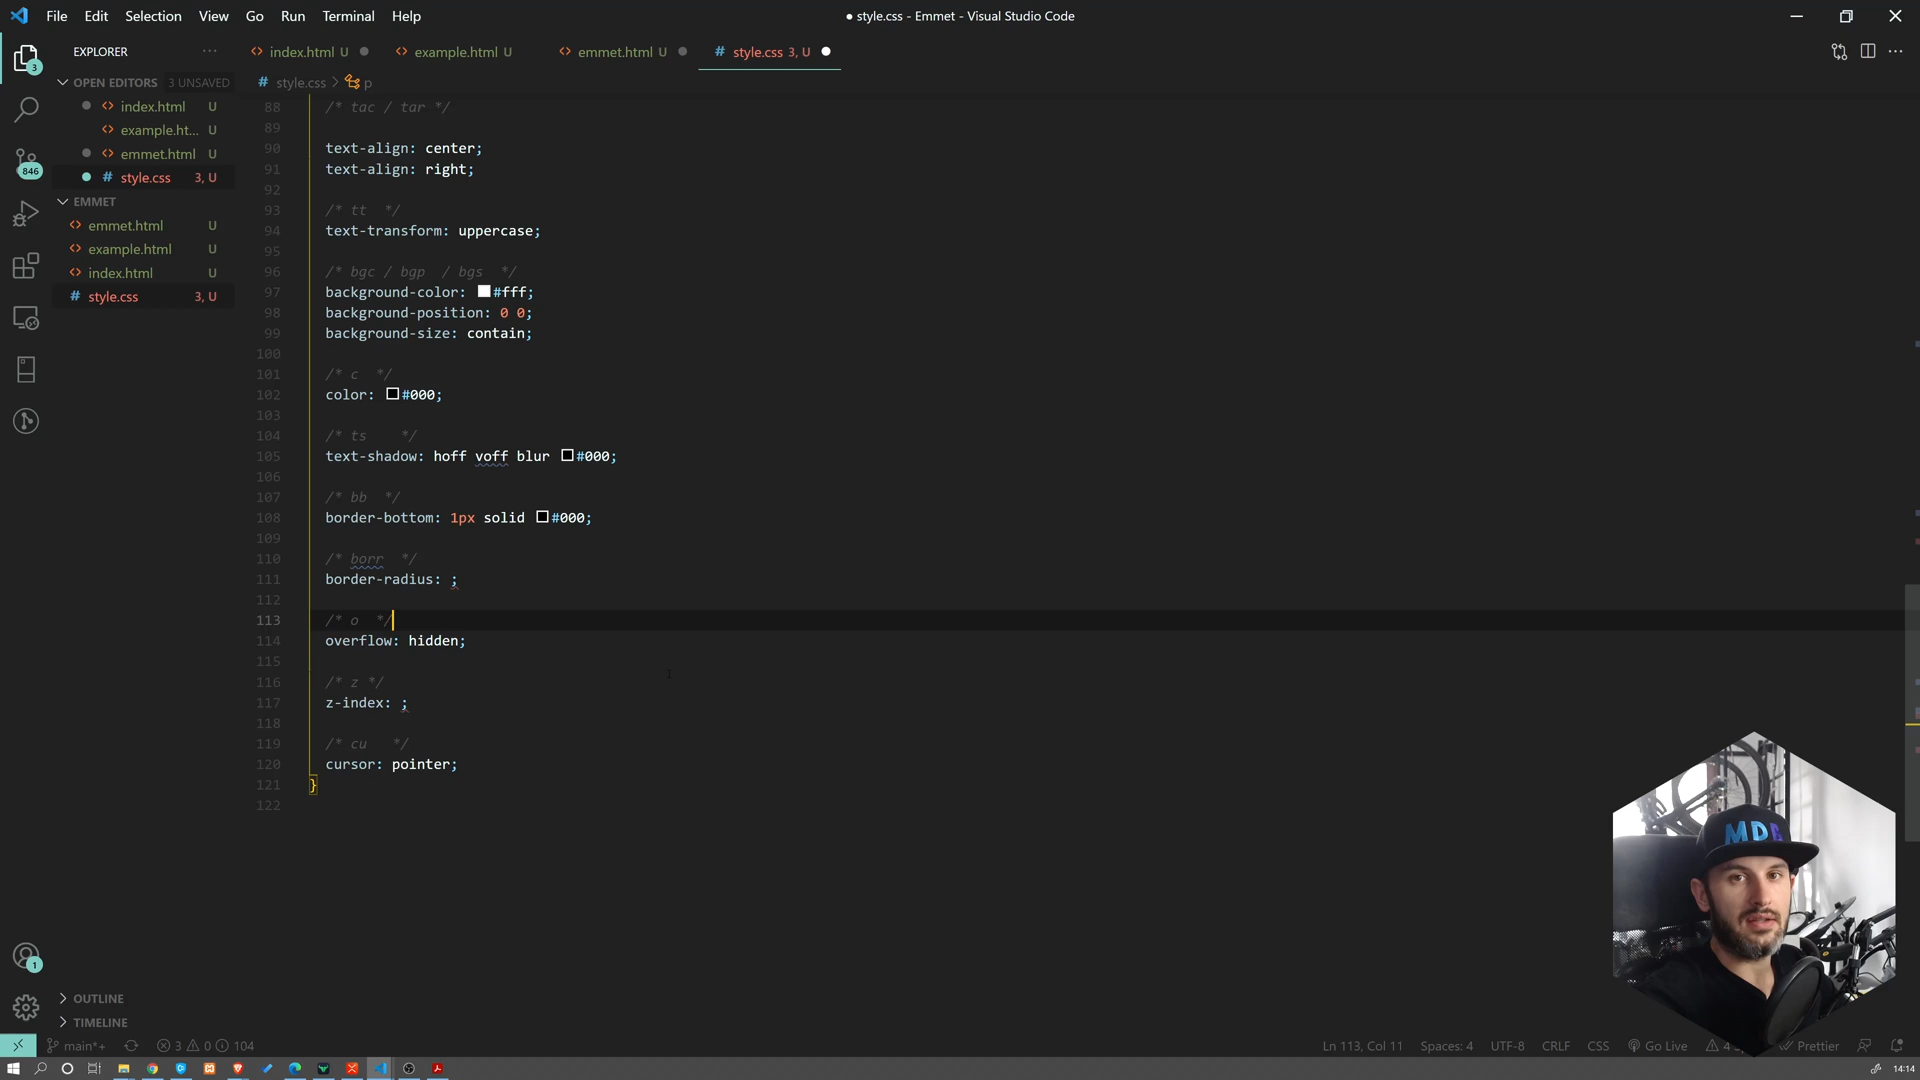 File Edit Selection View Go Run Terminal Help
● style.css - Emmet - Visual Studio Code
EXPLORER
index.html U
example.html U
emmet.html U
style.css 3, U
OPEN EDITORS 3 UNSAVED
index.html U
example.ht... U
emmet.html U
style.css 3, U
EMMET
emmet.html U
example.html U
index.html U
style.css 3, U
3
846
1
OUTLINE
TIMELINE
style.css > p
88 /* tac / tar */
89
90 text-align: center;
91 text-align: right;
92
93 /* tt */
94 text-transform: uppercase;
95
96 /* bgc / bgp / bgs */
97 background-color: #fff;
98 background-position: 0 0;
99 background-size: contain;
100
101 /* c */
102 color: #000;
103
104 /* ts */
105 text-shadow: hoff voff blur #000;
106
107 /* bb */
108 border-bottom: 1px solid #000;
109
110 /* borr */
111 border-radius: ;
112
113 /* o */
114 overflow: hidden;
115
116 /* z */
117 z-index: ;
118
119 /* cu */
120 cursor: pointer;
121 }
122
MDG
main*+ 3 0 104
Ln 113, Col 11 Spaces: 4 UTF-8 CRLF CSS Go Live 4 Prettier
14:14